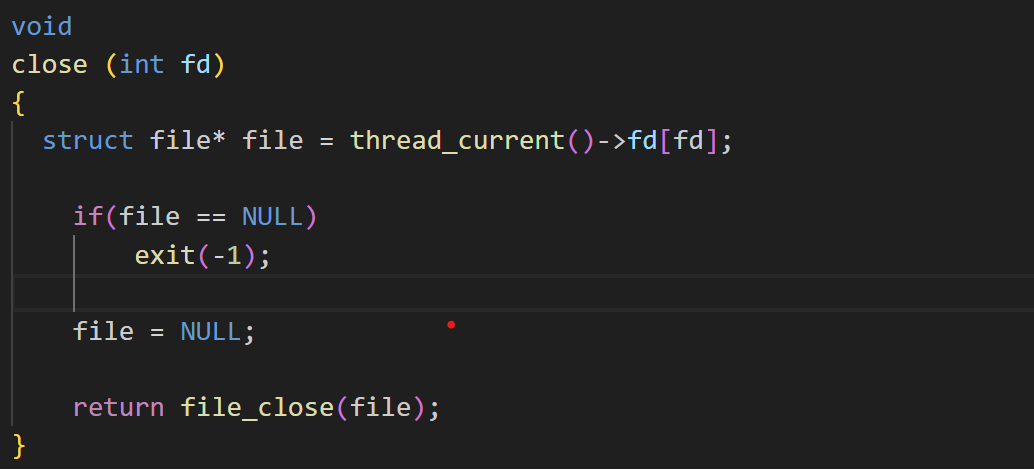 void
close (int fd)
{
struct file* file = thread_current()->fd[fd];
if(file == NULL)
exit(-1);
file = NULL;
return file_close(file);
}